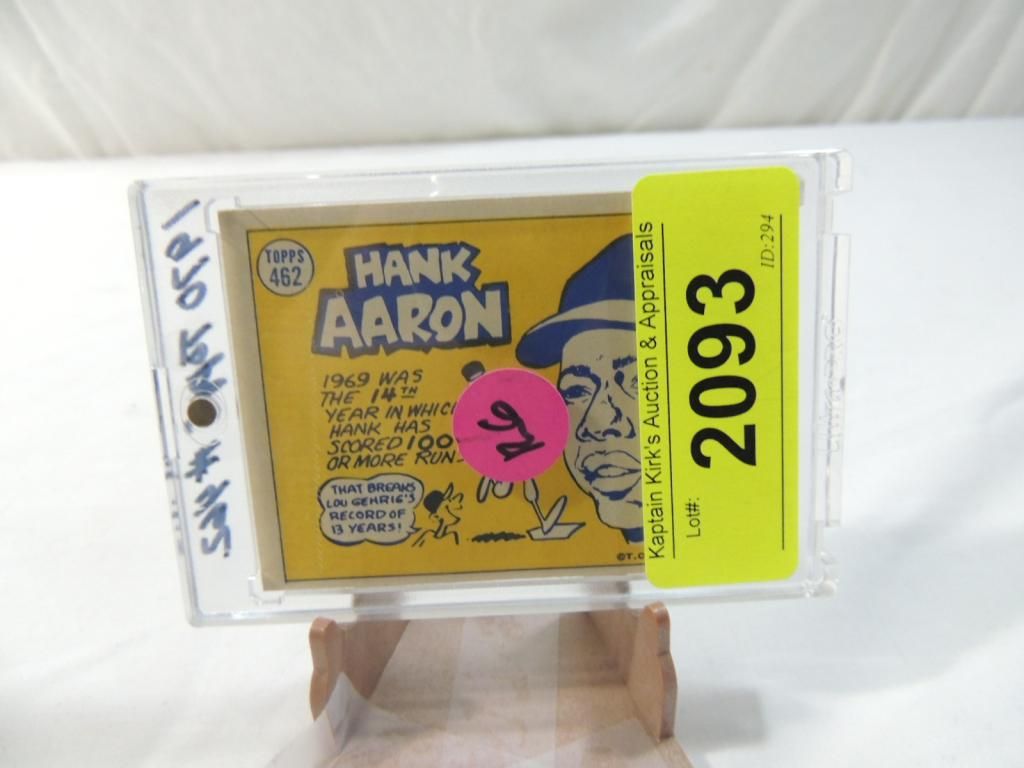 TOPPS
462
HANK
AARON
1969 WAS
THE 14TH
YEAR IN WHICH
HANK HAS
SCORED 100
OR MORE RUN
THAT BREAKS
LOU GEHRIG'S
RECORD OF
13 YEARS!
©T.C
Kaptain Kirk's Auction & Appraisals
Lot#:
2093
ID:294